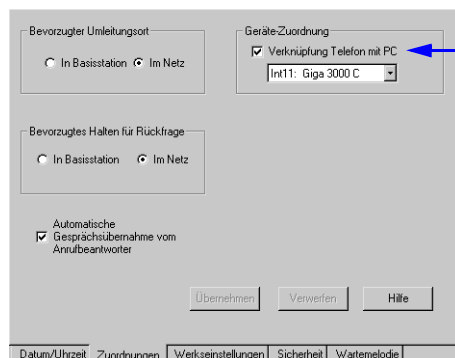 Bevorzugter Umleitungsort
In Basisstation
Im Netz
Geräte-Zuordnung
Verknüpfung Telefon mit PC
Int11: Giga 3000 C
Bevorzugtes Halten für Rückfrage
In Basisstation
Im Netz
Automatische
Gesprächsübernahme vom
Anrufbeantworter
Übernehmen
Verwerfen
Hilfe
Datum/Uhrzeit
Zuordnungen
Werkseinstellungen
Sicherheit
Wartemelodie